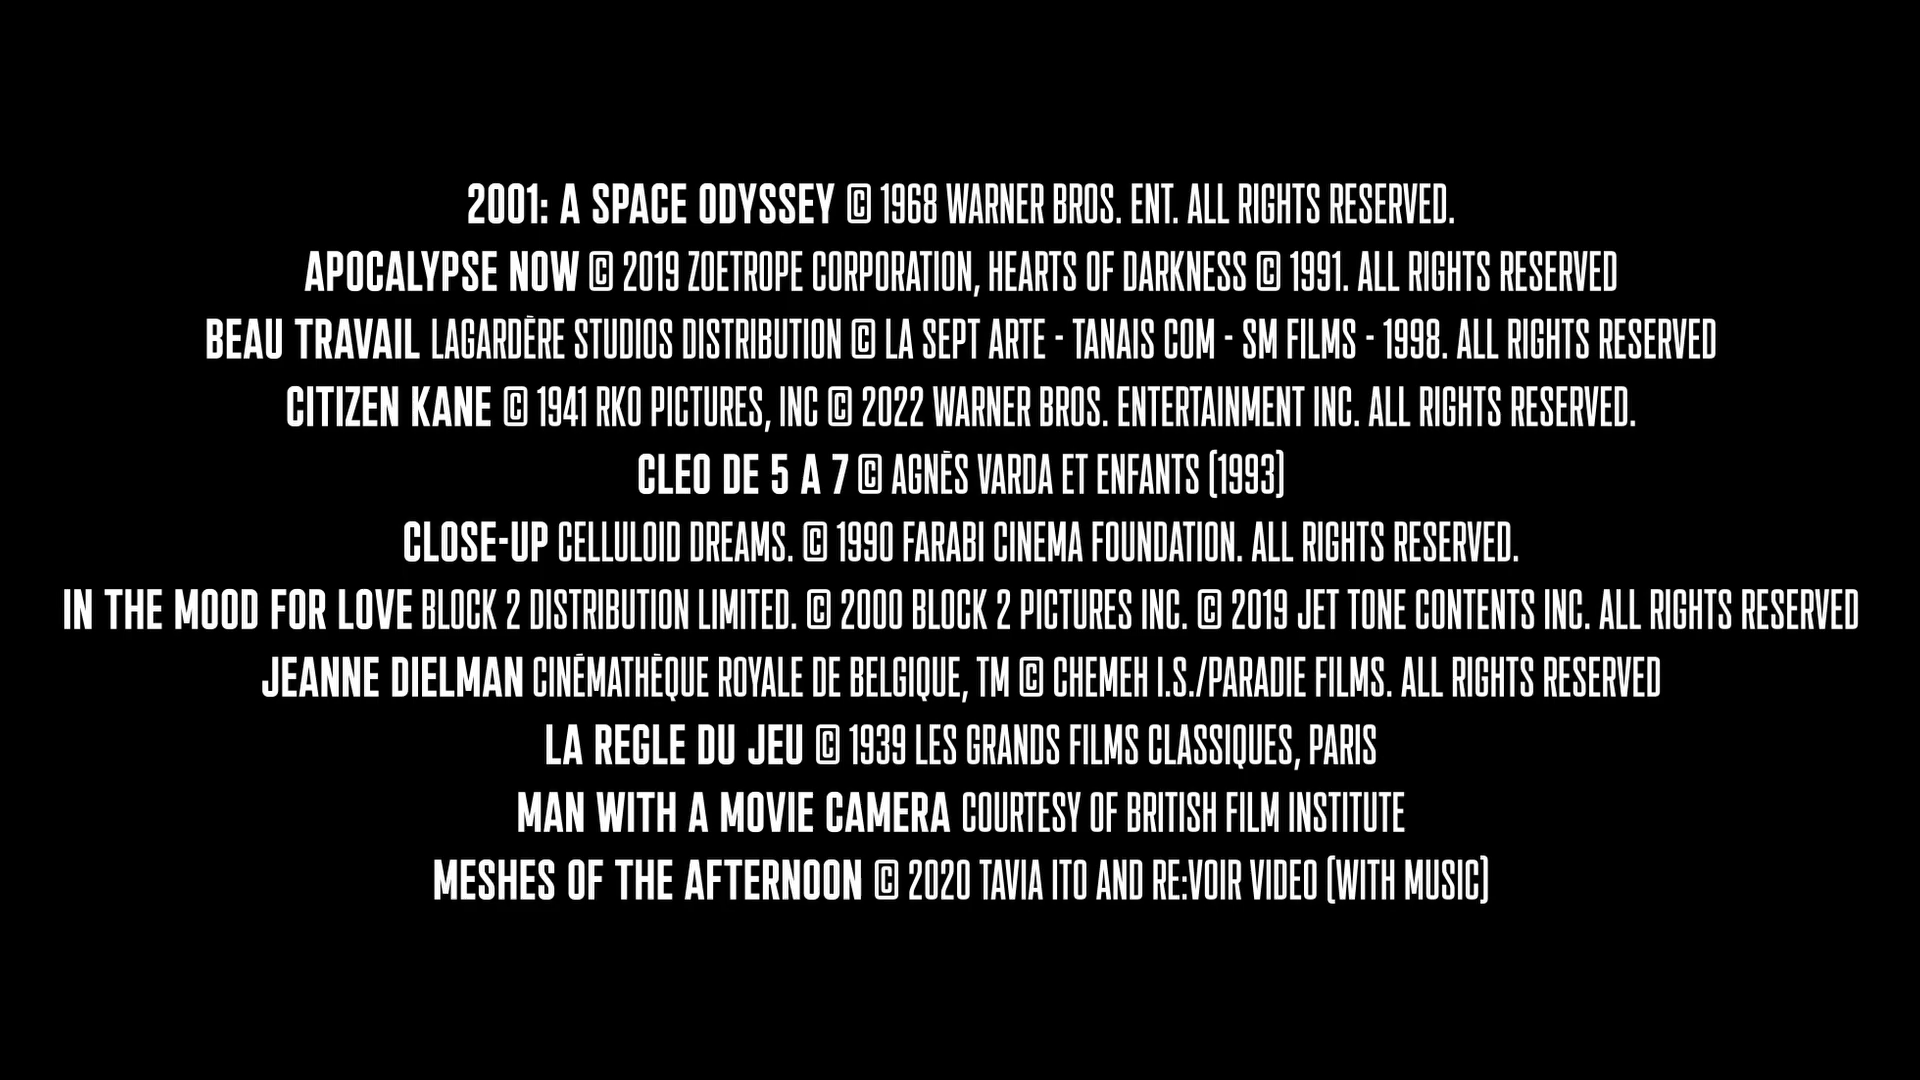 2001: A SPACE ODYSSEY © 1968 WARNER BROS. ENT. ALL RIGHTS RESERVED.
APOCALYPSE NOW © 2019 ZOETROPE CORPORATION, HEARTS OF DARKNESS © 1991. ALL RIGHTS RESERVED
BEAU TRAVAIL LAGARDÈRE STUDIOS DISTRIBUTION © LA SEPT ARTE - TANAIS COM - SM FILMS - 1998. ALL RIGHTS RESERVED
CITIZEN KANE © 1941 RKO PICTURES, INC © 2022 WARNER BROS. ENTERTAINMENT INC. ALL RIGHTS RESERVED.
CLEO DE 5 A 7 © AGNÈS VARDA ET ENFANTS (1993)
CLOSE-UP CELLULOID DREAMS. © 1990 FARABI CINEMA FOUNDATION. ALL RIGHTS RESERVED.
IN THE MOOD FOR LOVE BLOCK 2 DISTRIBUTION LIMITED. © 2000 BLOCK 2 PICTURES INC. © 2019 JET TONE CONTENTS INC. ALL RIGHTS RESERVED
JEANNE DIELMAN CINÉMATHÈQUE ROYALE DE BELGIQUE, TM © CHEMEH I.S./PARADIE FILMS. ALL RIGHTS RESERVED
LA REGLE DU JEU © 1939 LES GRANDS FILMS CLASSIQUES, PARIS
MAN WITH A MOVIE CAMERA COURTESY OF BRITISH FILM INSTITUTE
MESHES OF THE AFTERNOON © 2020 TAVIA ITO AND RE:VOIR VIDEO (WITH MUSIC)